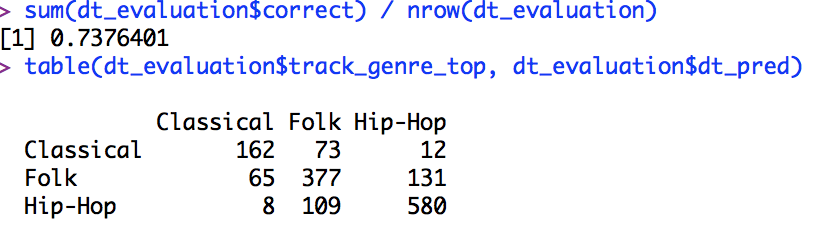 > sum(dt_evaluation$correct) / nrow(dt_evaluation)
[1] 0.7376401
> table(dt_evaluation$track_genre_top, dt_evaluation$dt_pred)
Classical Folk Hip-Hop
Classical 162 73 12
Folk 65 377 131
Hip-Hop 8 109 580